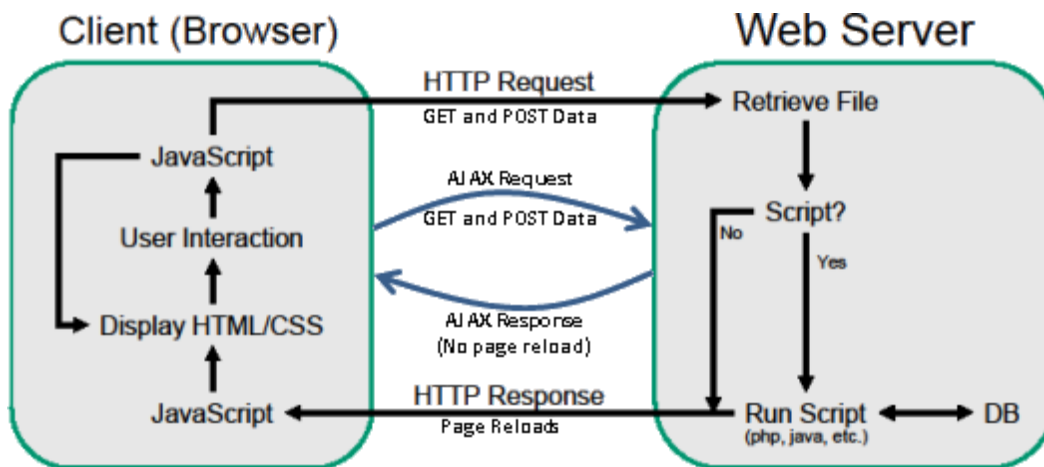 Client (Browser)
Web Server
HTTP Request
GET and POST Data
Retrieve File
JavaScript
AJAX Request
GET and POST Data
Script?
No
Yes
User Interaction
Display HTML/CSS
AJAX Response
(No page reload)
JavaScript
HTTP Response
Page Reloads
Run Script
(php, java, etc.)
DB